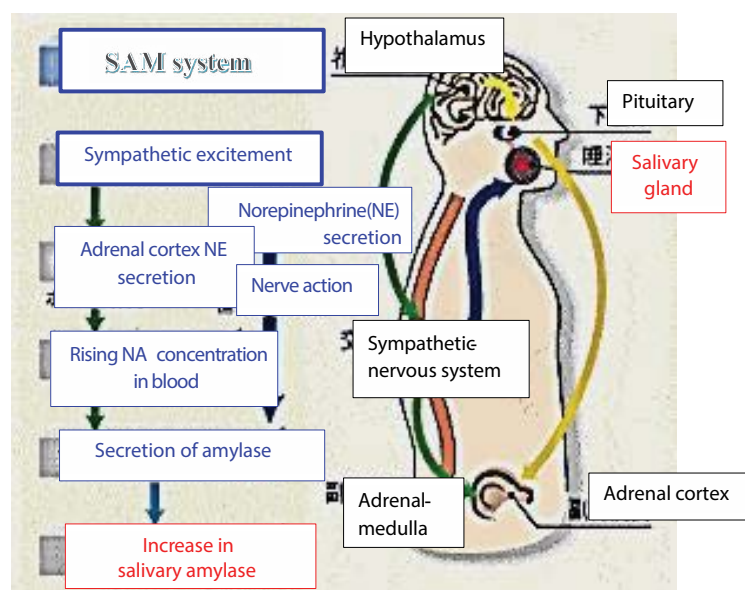 SAM system
Sympathetic excitement
Norepinephrine(NE)
secretion
Adrenal cortex NE
secretion
Nerve action
Rising NA concentration
in blood
Secretion of amylase
Increase in
salivary amylase
Hypothalamus
Pituitary
Salivary
gland
Sympathetic-
nervous system
Adrenal-
medulla
Adrenal cortex